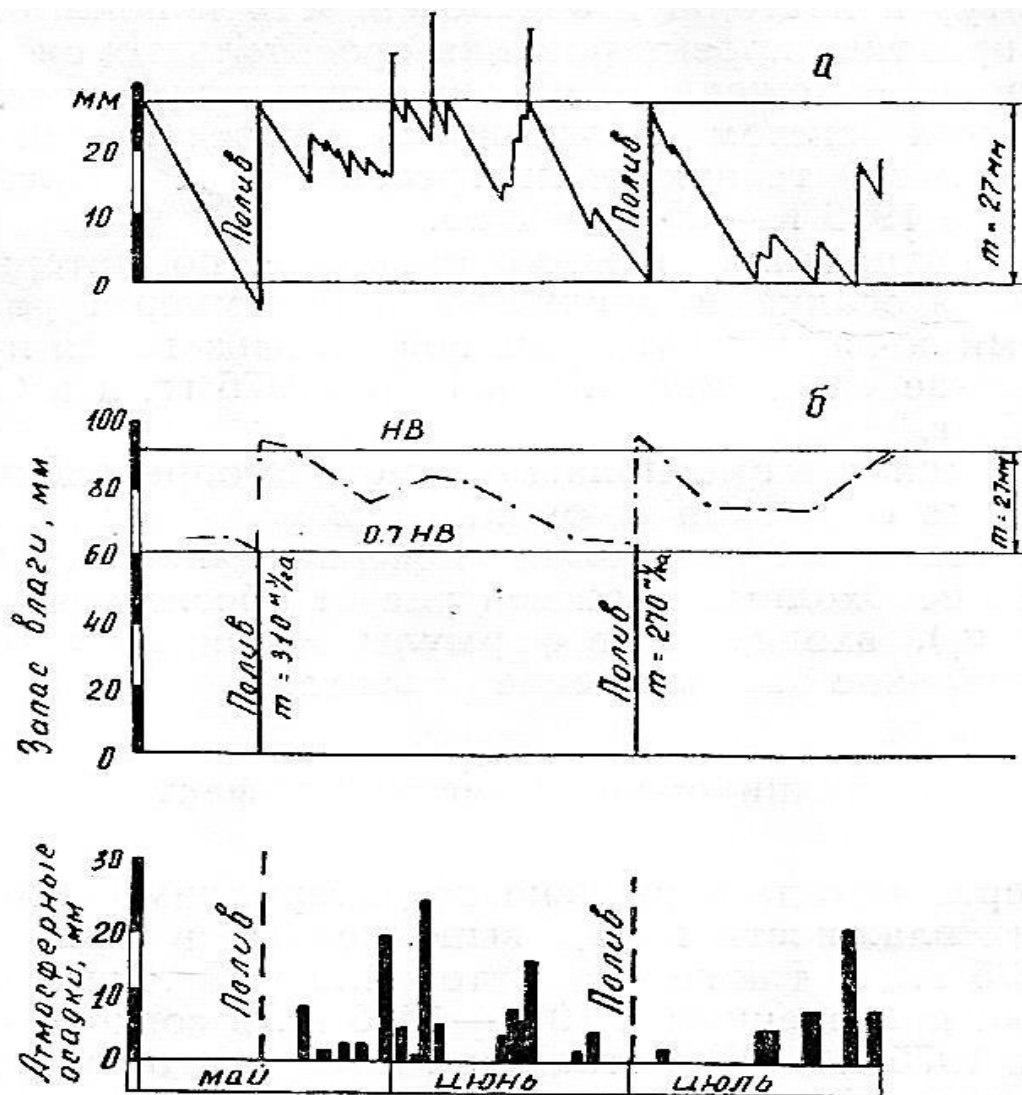 а
мм
20
10
0
Полив
Полив
m = 27мм
б
Запас влаги, мм
100
80
60
40
20
0
НВ
0.7 НВ
Полив
m = 310 м³/га
Полив
m = 270 м³/га
m = 27мм
Атмосферные
осадки, мм
30
20
10
0
Полив
Полив
май
июнь
июль